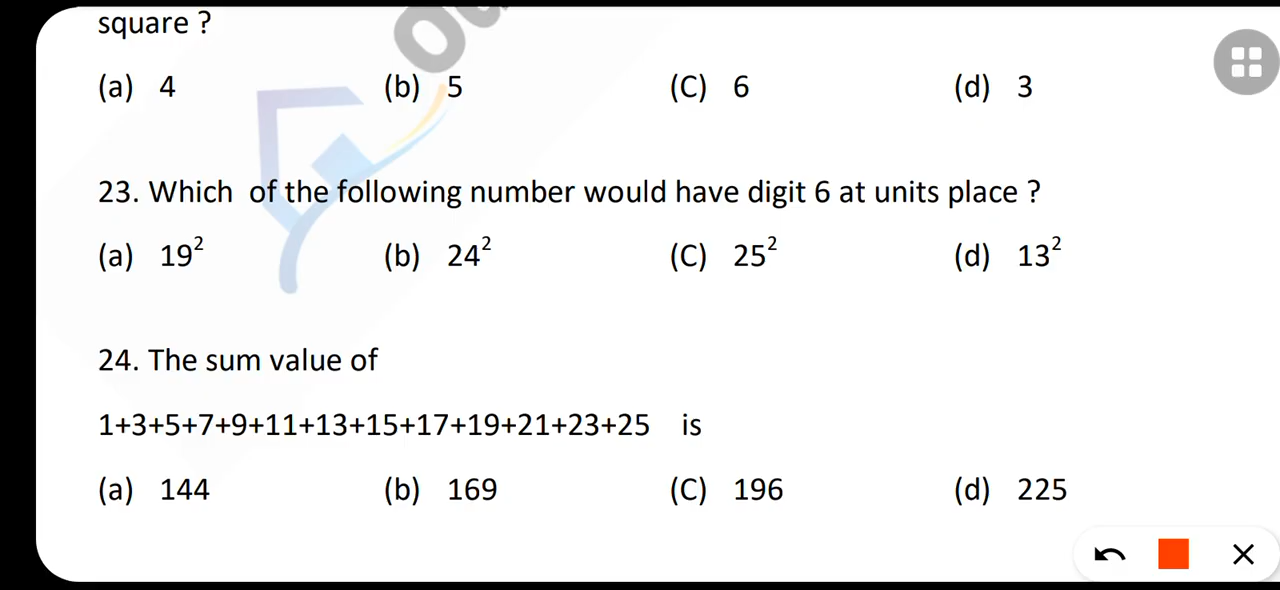 square ?
(a) 4 (b) 5 (C) 6 (d) 3
23. Which of the following number would have digit 6 at units place ?
(a) 19² (b) 24² (C) 25² (d) 13²
24. The sum value of
1+3+5+7+9+11+13+15+17+19+21+23+25 is
(a) 144 (b) 169 (C) 196 (d) 225